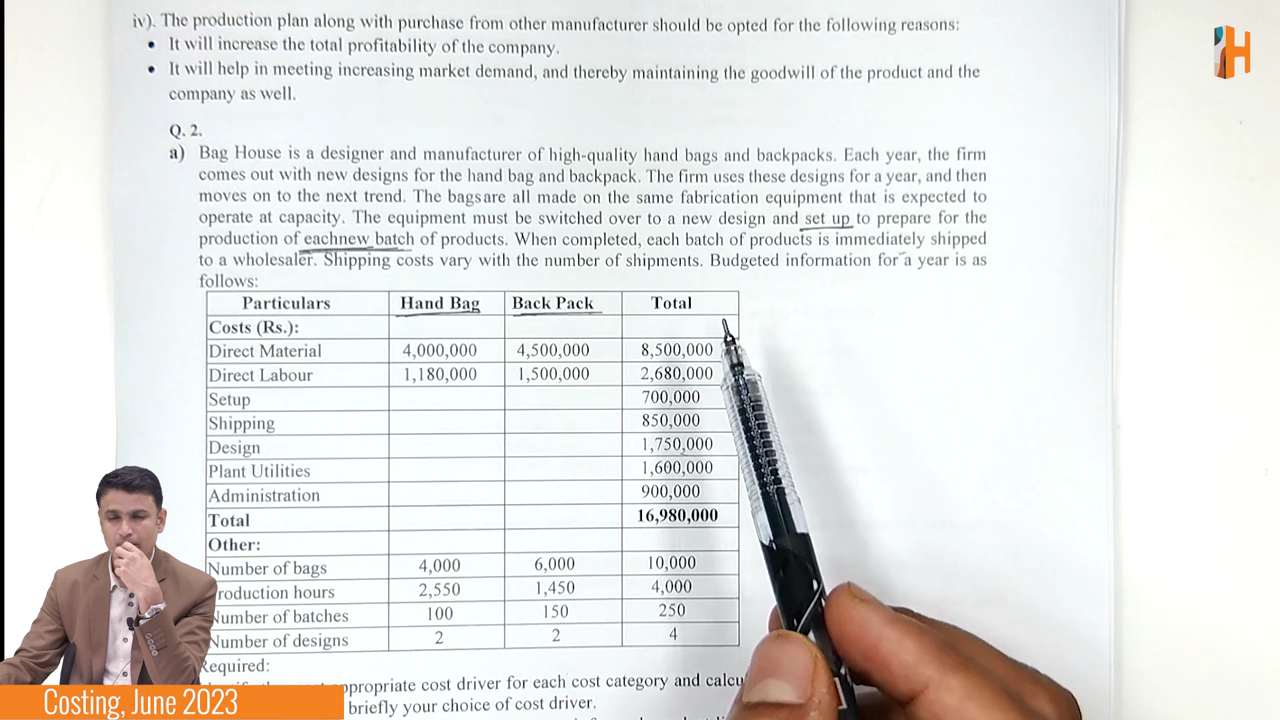 iv). The production plan along with purchase from other manufacturer should be opted for the following reasons:
• It will increase the total profitability of the company.
• It will help in meeting increasing market demand, and thereby maintaining the goodwill of the product and the
company as well.
H
Q. 2.
a) Bag House is a designer and manufacturer of high-quality hand bags and backpacks. Each year, the firm
comes out with new designs for the hand bag and backpack. The firm uses these designs for a year, and then
moves on to the next trend. The bagsare all made on the same fabrication equipment that is expected to
operate at capacity. The equipment must be switched over to a new design and set up to prepare for the
production of eachnew batch of products. When completed, each batch of products is immediately shipped
to a wholesaler. Shipping costs vary with the number of shipments. Budgeted information for a year is as
follows:
Particulars Hand Bag Back Pack Total
Costs (Rs.):
Direct Material 4,000,000 4,500,000 8,500,000
Direct Labour 1,180,000 1,500,000 2,680,000
Setup 700,000
Shipping 850,000
Design 1,750,000
Plant Utilities 1,600,000
Administration 900,000
Total 16,980,000
Other:
Number of bags 4,000 6,000 10,000
roduction hours 2,550 1,450 4,000
Number of batches 100 150 250
Number of designs 2 2 4
Required:
ppropriate cost driver for each cost category and calcu
briefly your choice of cost driver.
Costing, June 2023